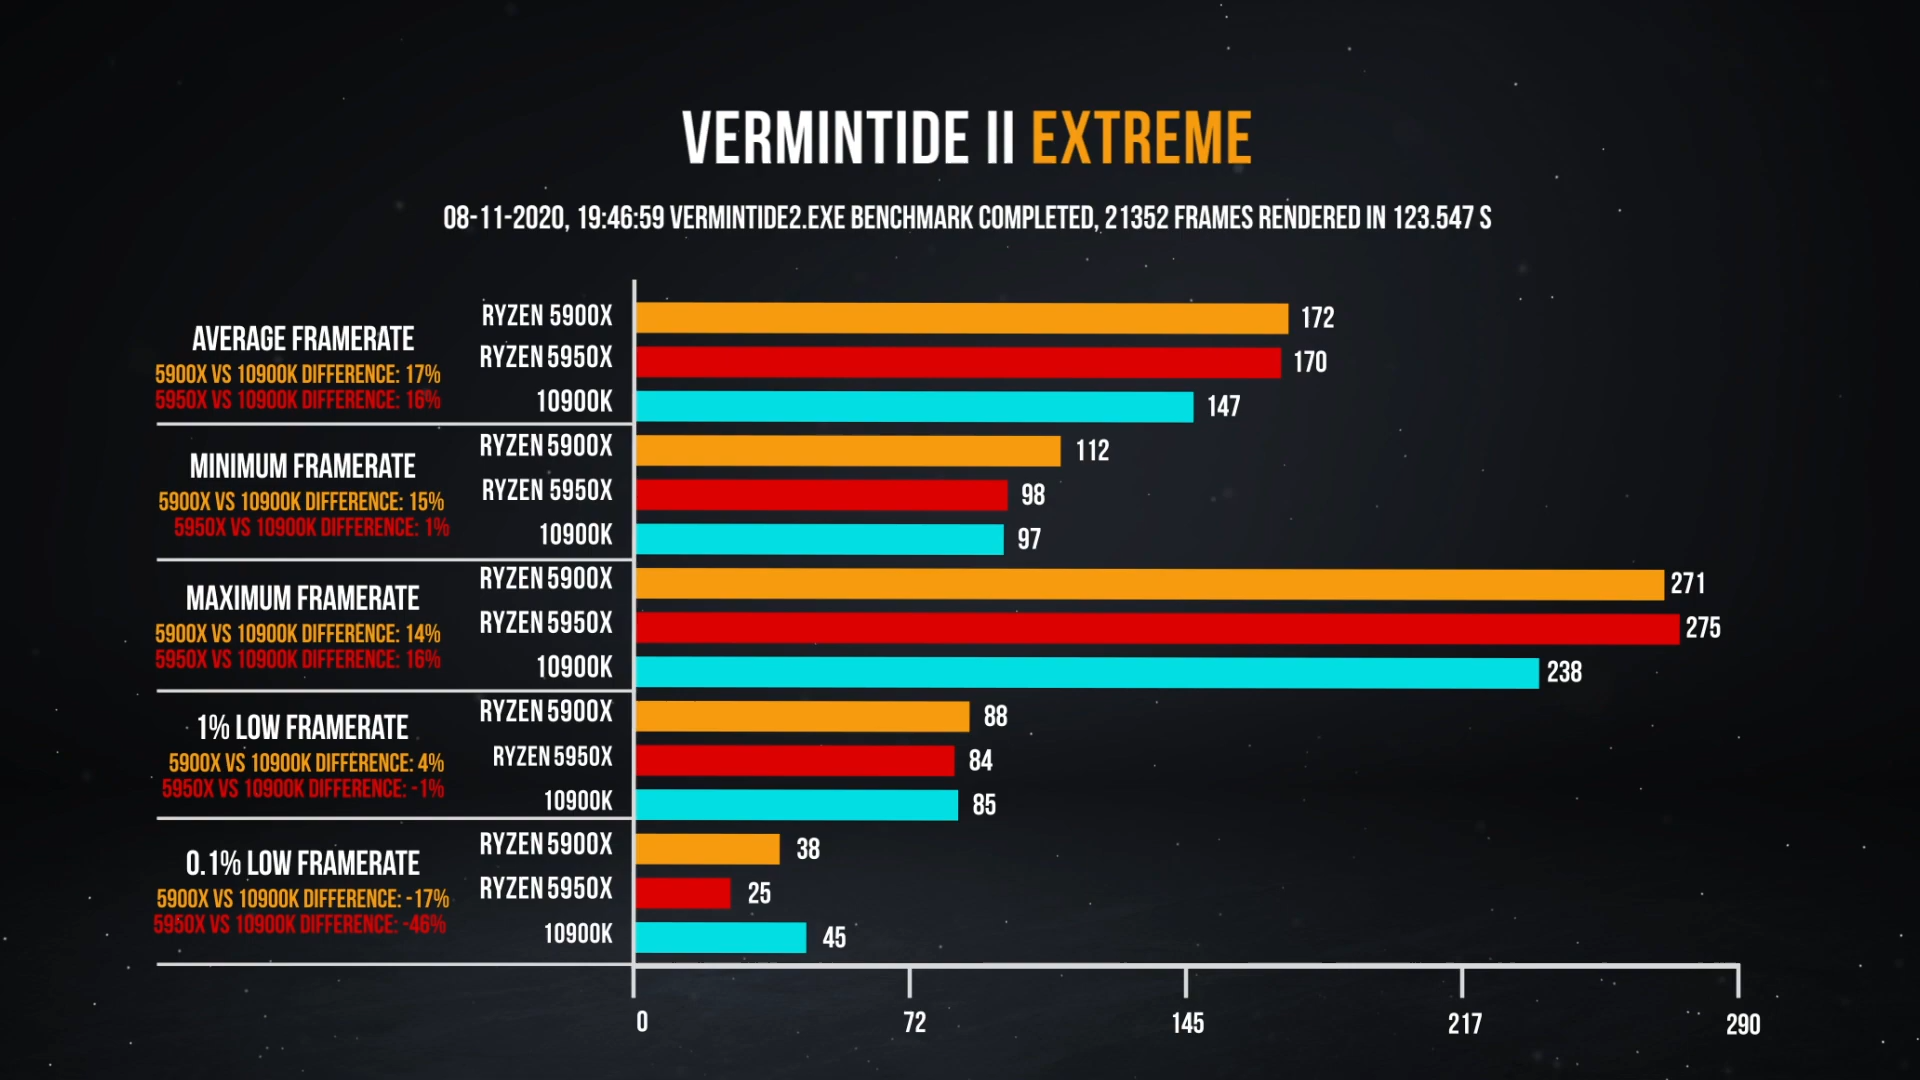 VERMINTIDE II EXTREME
08-11-2020, 19:46:59 VERMINTIDE2.EXE BENCHMARK COMPLETED, 21352 FRAMES RENDERED IN 123.547 S
AVERAGE FRAMERATE
5900X VS 10900K DIFFERENCE: 17%
5950X VS 10900K DIFFERENCE: 16%
RYZEN 5900X 172
RYZEN 5950X 170
10900K 147
MINIMUM FRAMERATE
5900X VS 10900K DIFFERENCE: 15%
5950X VS 10900K DIFFERENCE: 1%
RYZEN 5900X 112
RYZEN 5950X 98
10900K 97
MAXIMUM FRAMERATE
5900X VS 10900K DIFFERENCE: 14%
5950X VS 10900K DIFFERENCE: 16%
RYZEN 5900X 271
RYZEN 5950X 275
10900K 238
1% LOW FRAMERATE
5900X VS 10900K DIFFERENCE: 4%
5950X VS 10900K DIFFERENCE: -1%
RYZEN 5900X 88
RYZEN 5950X 84
10900K 85
0.1% LOW FRAMERATE
5900X VS 10900K DIFFERENCE: -17%
5950X VS 10900K DIFFERENCE: -46%
RYZEN 5900X 38
RYZEN 5950X 25
10900K 45
0 72 145 217 290